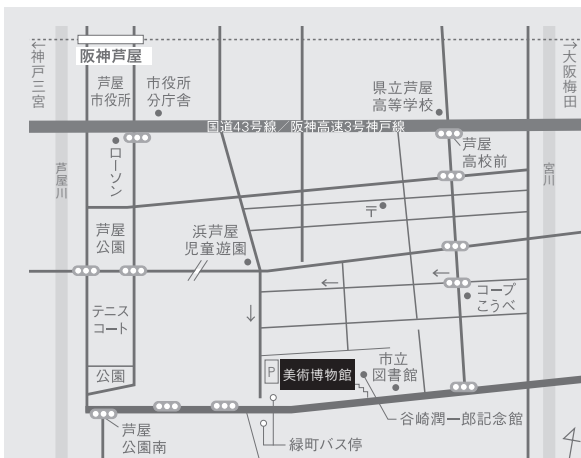 阪神芦屋
←
神戸三宮
→
大阪梅田
芦屋
市役所
市役所
分庁舎
県立芦屋
高等学校
国道43号線／阪神高速3号神戸線
ローソン
芦屋
高校前
芦屋川
宮川
芦屋
公園
浜芦屋
児童遊園
〒
テニス
コート
←
←
コープ
こうべ
↓
公園
P
美術博物館
市立
図書館
谷崎潤一郎記念館
芦屋
公園南
緑町バス停